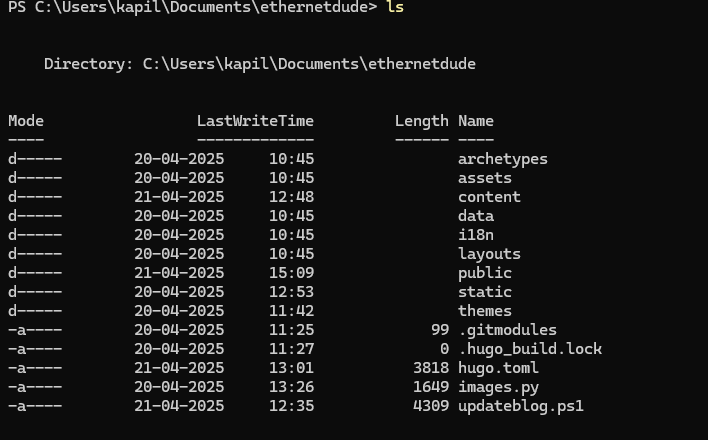 PS C:\Users\kapil\Documents\ethernetdude> ls
Directory: C:\Users\kapil\Documents\ethernetdude
Mode LastWriteTime Length Name
---- ------------- ------ ----
d----- 20-04-2025 10:45 archetypes
d----- 20-04-2025 10:45 assets
d----- 21-04-2025 12:48 content
d----- 20-04-2025 10:45 data
d----- 20-04-2025 10:45 i18n
d----- 20-04-2025 10:45 layouts
d----- 21-04-2025 15:09 public
d----- 20-04-2025 12:53 static
d----- 20-04-2025 11:42 themes
-a---- 20-04-2025 11:25 99 .gitmodules
-a---- 20-04-2025 11:27 0 .hugo_build.lock
-a---- 21-04-2025 13:01 3818 hugo.toml
-a---- 20-04-2025 13:26 1649 images.py
-a---- 21-04-2025 12:35 4309 updateblog.ps1